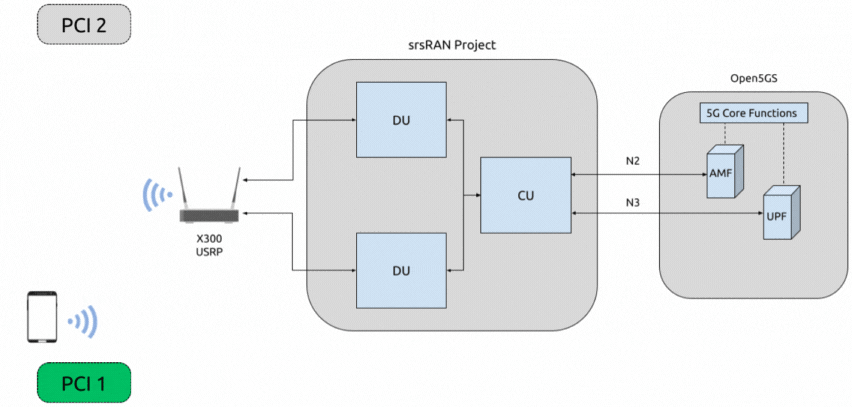 PCI 2
srsRAN Project
Open5GS
DU
5G Core Functions
N2
AMF
CU
N3
UPF
X300
USRP
DU
PCI 1